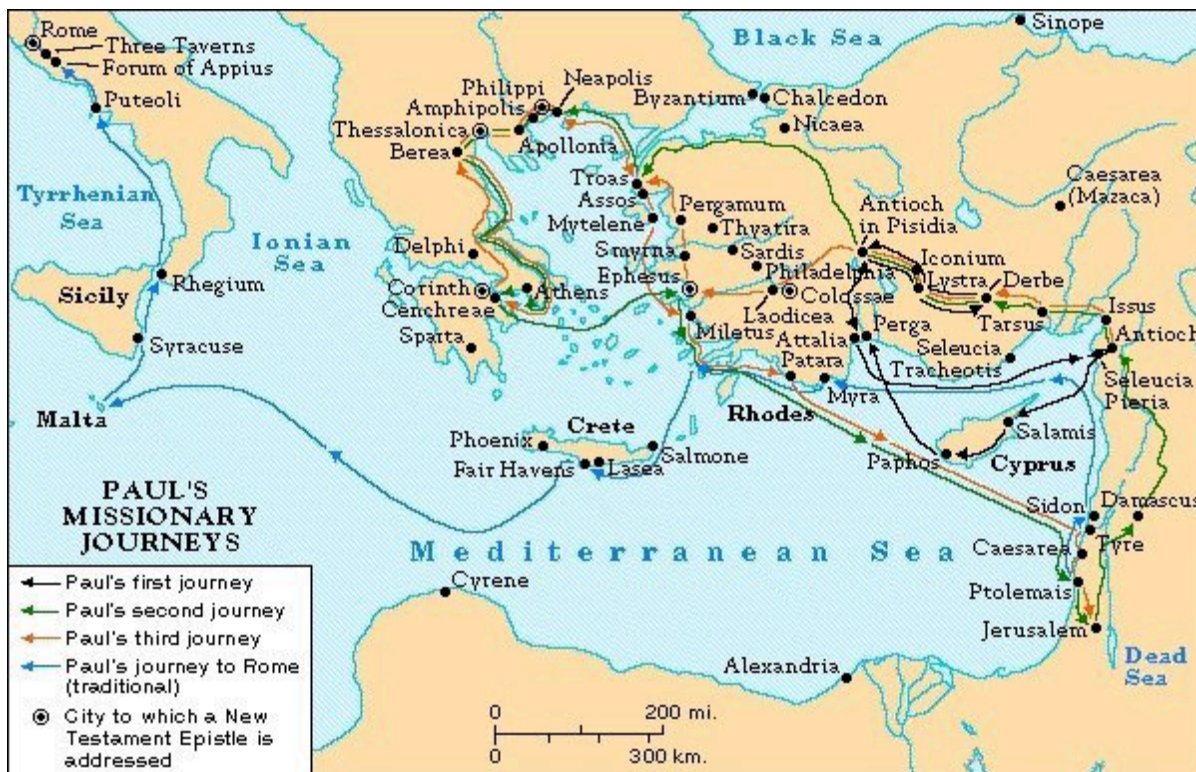 Rome
Three Taverns
Forum of Appius
Puteoli
Tyrrhenian
Sea
Ionian
Sea
Sicily
Rhegium
Syracuse
Malta
Black Sea
Sinope
Philippi
Neapolis
Amphipolis
Thessalonica
Berea
Apollonia
Byzantium
Chalcedon
Nicaea
Caesarea
(Mazaca)
Troas
Assos
Mytelene
Pergamum
Thyatira
Smyrna
Sardis
Ephesus
Philadelphia
Antioch
in Pisidia
Iconium
Lystra
Derbe
Delphi
Corinth
Athens
Cenchreae
Sparta
Miletus
Laodicea
Colossae
Attalia
Perga
Patara
Myra
Tarsus
Issus
Antioch
Seleucia
Tracheotis
Seleucia
Pieria
Rhodes
Salamis
Paphos
Cyprus
Crete
Phoenix
Fair Havens
Lasea
Salmone
Sidon
Damascus
Tyre
Caesarea
Ptolemais
Jerusalem
Dead
Sea
Mediterranean Sea
Cyrene
Alexandria
PAUL'S
MISSIONARY
JOURNEYS
Paul's first journey
Paul's second journey
Paul's third journey
Paul's journey to Rome
(traditional)
City to which a New
Testament Epistle is
addressed
0 200 mi.
0 300 km.